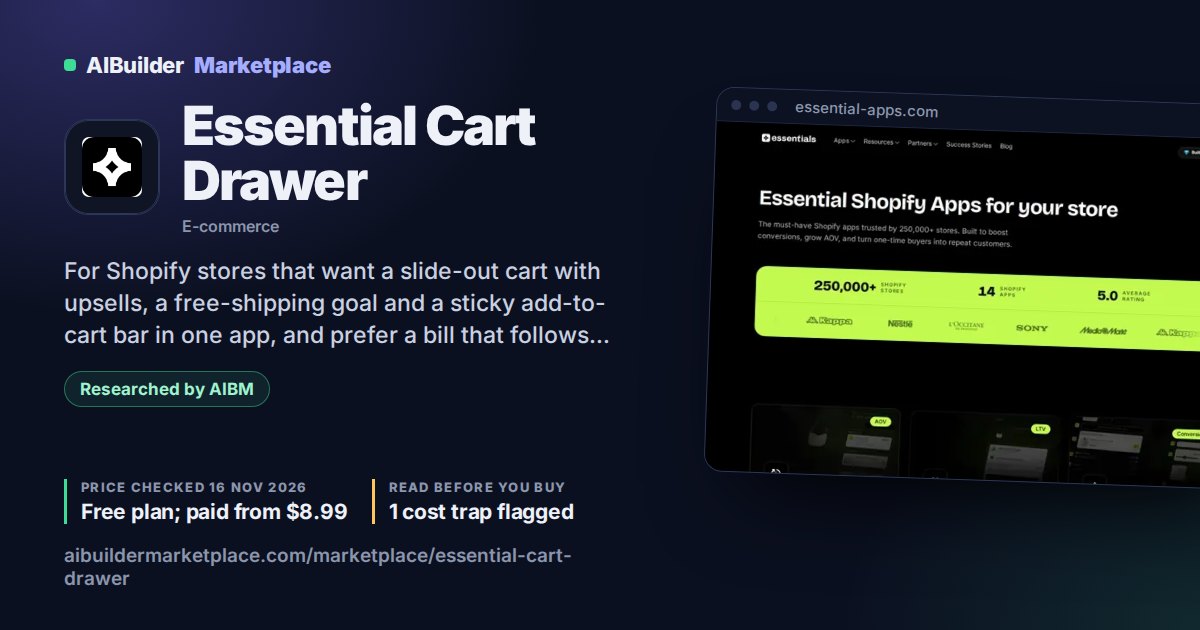 AIBuilder Marketplace
Essential Cart
Drawer
E-commerce
For Shopify stores that want a slide-out cart with
upsells, a free-shipping goal and a sticky add-to-
cart bar in one app, and prefer a bill that follows...
Researched by AIBM
PRICE CHECKED 16 NOV 2026
Free plan; paid from $8.99
READ BEFORE YOU BUY
1 cost trap flagged
aibuildermarketplace.com/marketplace/essential-cart-
drawer
essential-apps.com
essentials
Apps Resources Partners Success Stories Blog
Essential Shopify Apps for your store
The must-have Shopify apps trusted by 250,000+ stores. Built to boost
conversions, grow AOV, and turn one-time buyers into repeat customers.
250,000+ SHOPIFY STORES
14 SHOPIFY APPS
5.0 AVERAGE RATING
Kappa Nestlé L'OCCITANE SONY MediaMarkt Kappa
AOV
LTV